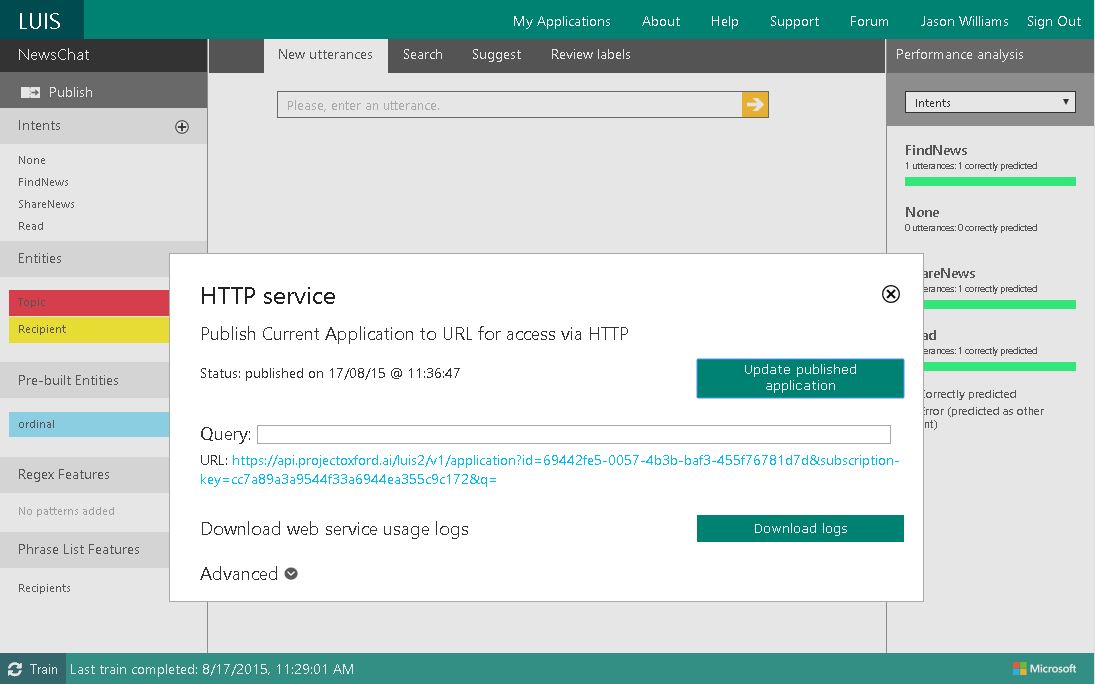 LUIS
My Applications About Help Support Forum Jason Williams Sign Out
NewsChat
New utterances Search Suggest Review labels
Performance analysis
Publish
Please, enter an utterance.
Intents
Intents
None
FindNews
ShareNews
Read
Entities
Topic
Recipient
Pre-built Entities
ordinal
Regex Features
No patterns added
Phrase List Features
Recipients
FindNews
1 utterances: 1 correctly predicted
None
0 utterances: 0 correctly predicted
areNews
erances: 1 correctly predicted
ad
erances: 1 correctly predicted
orrectly predicted
rror (predicted as other
nt)
HTTP service
Publish Current Application to URL for access via HTTP
Status: published on 17/08/15 @ 11:36:47
Update published
application
Query:
URL: https://api.projectoxford.ai/luis2/v1/application?id=69442fe5-0057-4b3b-baf3-455f76781d7d&subscription-
key=cc7a89a3a9544f33a6944ea355c9c172&q=
Download web service usage logs
Download logs
Advanced
Train Last train completed: 8/17/2015, 11:29:01 AM
Microsoft